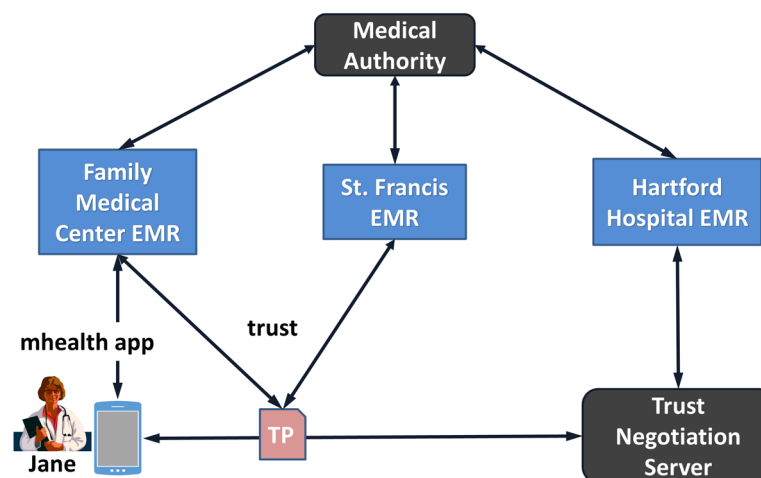 Medical
Authority
Family
Medical
Center EMR
St. Francis
EMR
Hartford
Hospital EMR
trust
mhealth app
TP
Jane
Trust
Negotiation
Server